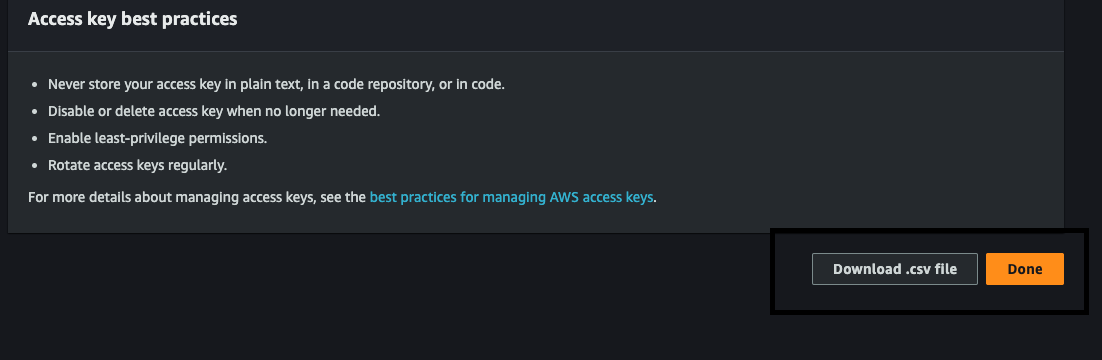 Access key best practices
• Never store your access key in plain text, in a code repository, or in code.
• Disable or delete access key when no longer needed.
• Enable least-privilege permissions.
• Rotate access keys regularly.
For more details about managing access keys, see the best practices for managing AWS access keys.
Download .csv file Done